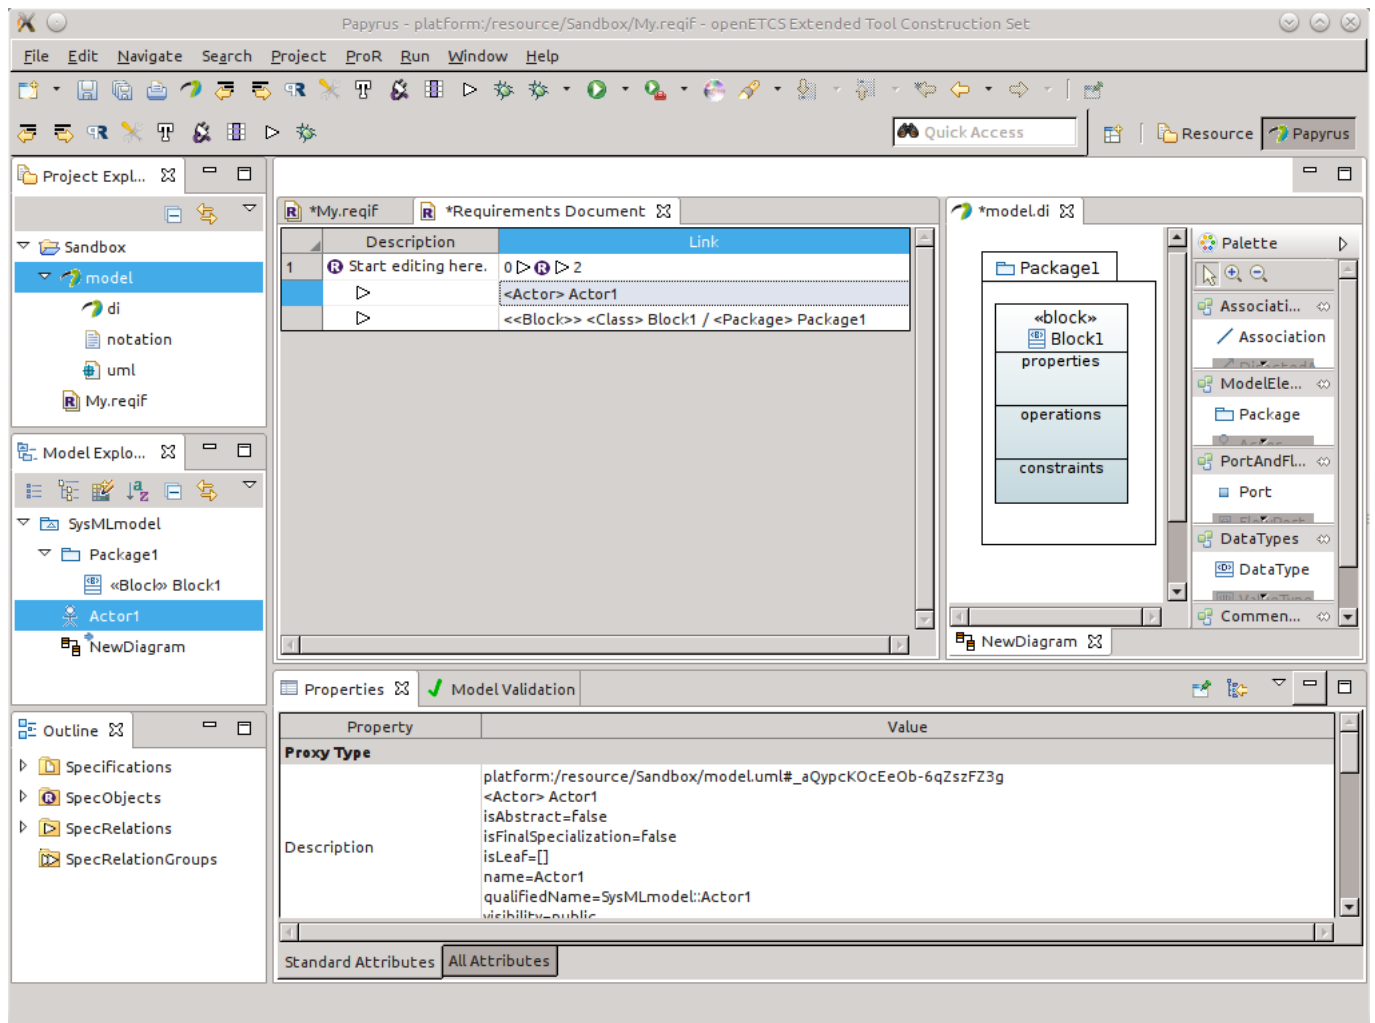 Papyrus - platform:/resource/Sandbox/My.reqif - openETCS Extended Tool Construction Set
File Edit Navigate Search Project ProR Run Window Help
Quick Access
Resource
Papyrus
Project Expl...
Sandbox
model
di
notation
uml
My.reqif
*My.reqif
*Requirements Document
Description Link
1 Start editing here. 0 2
<Actor> Actor1
<<Block>> <Class> Block1 / <Package> Package1
*model.di
Package1
«block»
Block1
properties
operations
constraints
Palette
Associati...
Association
ModelEle...
Package
PortAndFl...
Port
DataTypes
DataType
Commen...
NewDiagram
Model Explo...
SysMLmodel
Package1
«Block» Block1
Actor1
NewDiagram
Properties
Model Validation
Property Value
Proxy Type
Description
platform:/resource/Sandbox/model.uml#_aQypcKOcEeOb-6qZszFZ3g
<Actor> Actor1
isAbstract=false
isFinalSpecialization=false
isLeaf=[]
name=Actor1
qualifiedName=SysMLmodel::Actor1
visibility=public
Standard Attributes
All Attributes
Outline
Specifications
SpecObjects
SpecRelations
SpecRelationGroups